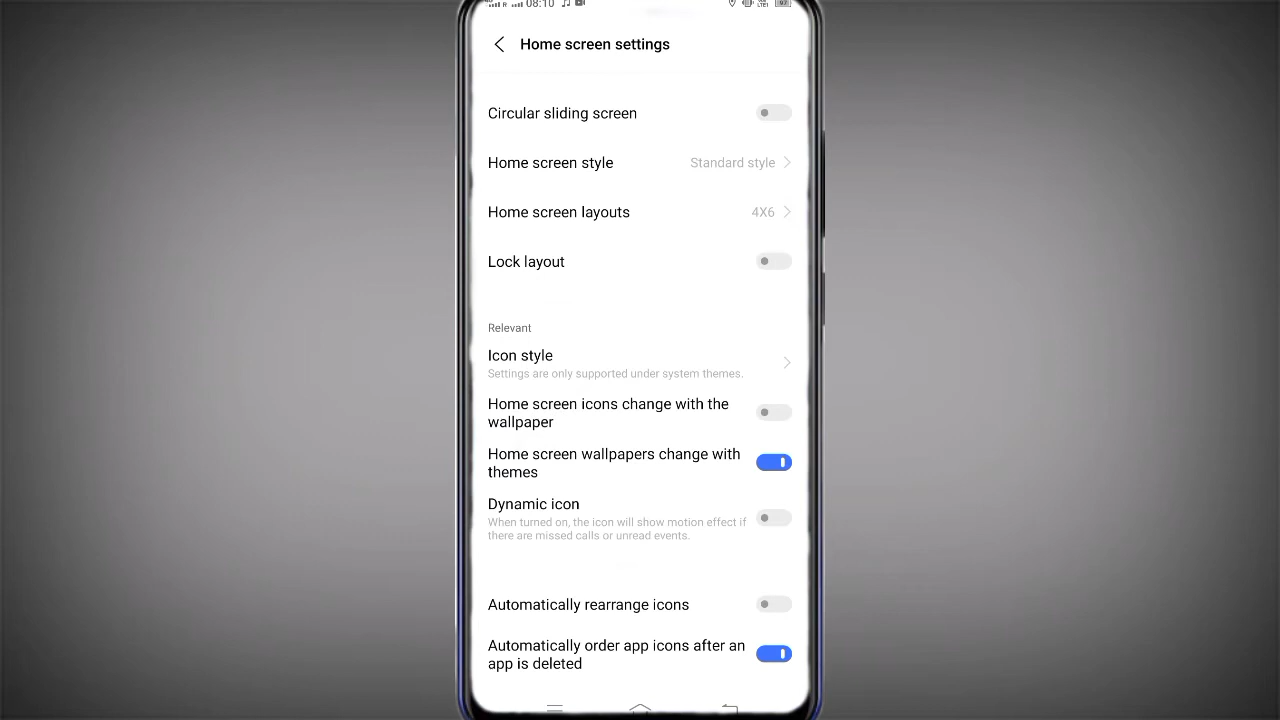 08:10
Home screen settings
Circular sliding screen
Home screen style Standard style
Home screen layouts 4X6
Lock layout
Relevant
Icon style
Settings are only supported under system themes.
Home screen icons change with the
wallpaper
Home screen wallpapers change with
themes
Dynamic icon
When turned on, the icon will show motion effect if
there are missed calls or unread events.
Automatically rearrange icons
Automatically order app icons after an
app is deleted